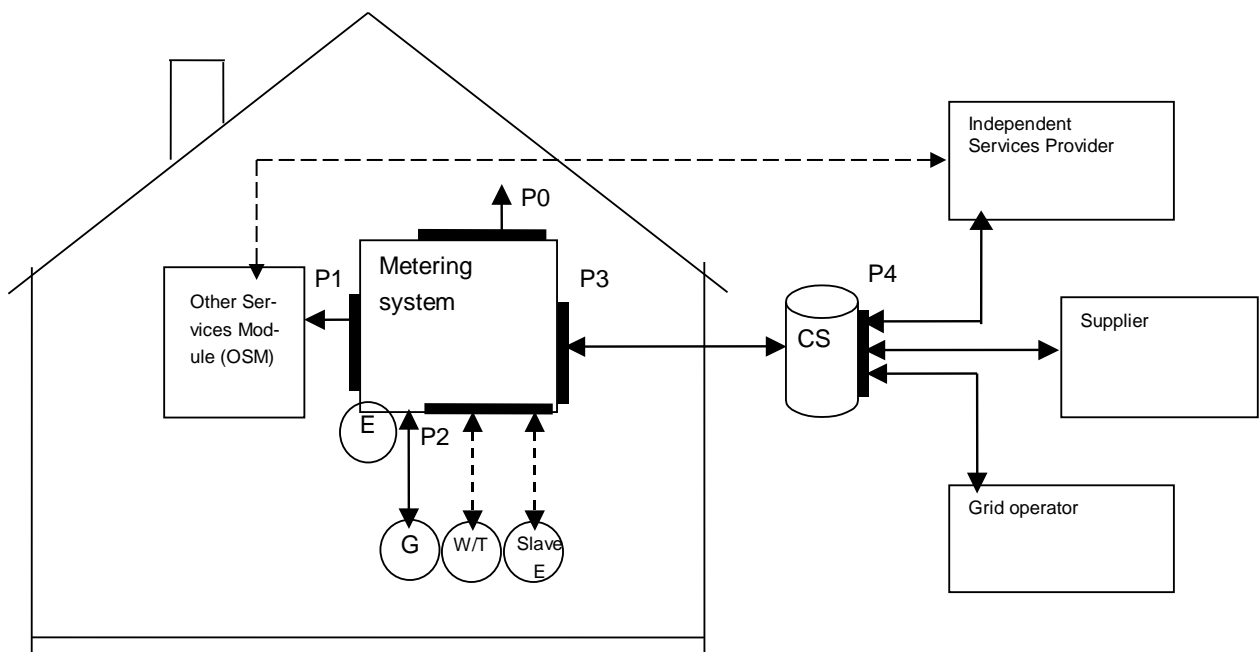 Independent
Services Provider
P0
Metering
system
P1
P3
P4
Other Ser-
vices Mod-
ule (OSM)
CS
Supplier
E
P2
G
W/T
Slave
E
Grid operator